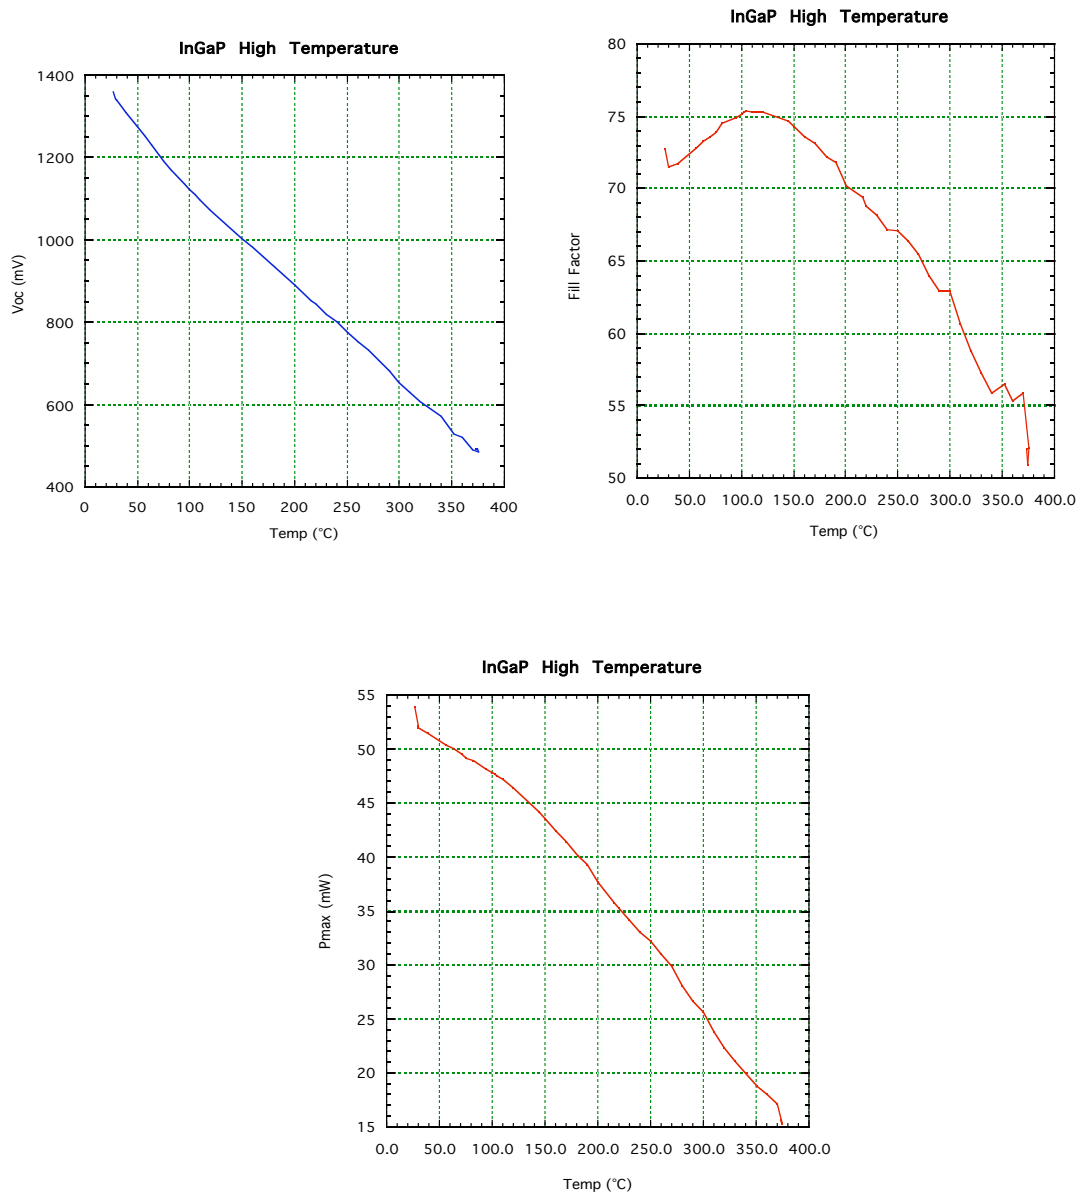 InGaP High Temperature
1400
1200
1000
800
600
400
Voc (mV)
0 50 100 150 200 250 300 350 400
Temp (°C)
InGaP High Temperature
80
75
70
65
60
55
50
Fill Factor
0.0 50.0 100.0 150.0 200.0 250.0 300.0 350.0 400.0
Temp (°C)
InGaP High Temperature
55
50
45
40
35
30
25
20
15
Pmax (mW)
0.0 50.0 100.0 150.0 200.0 250.0 300.0 350.0 400.0
Temp (°C)